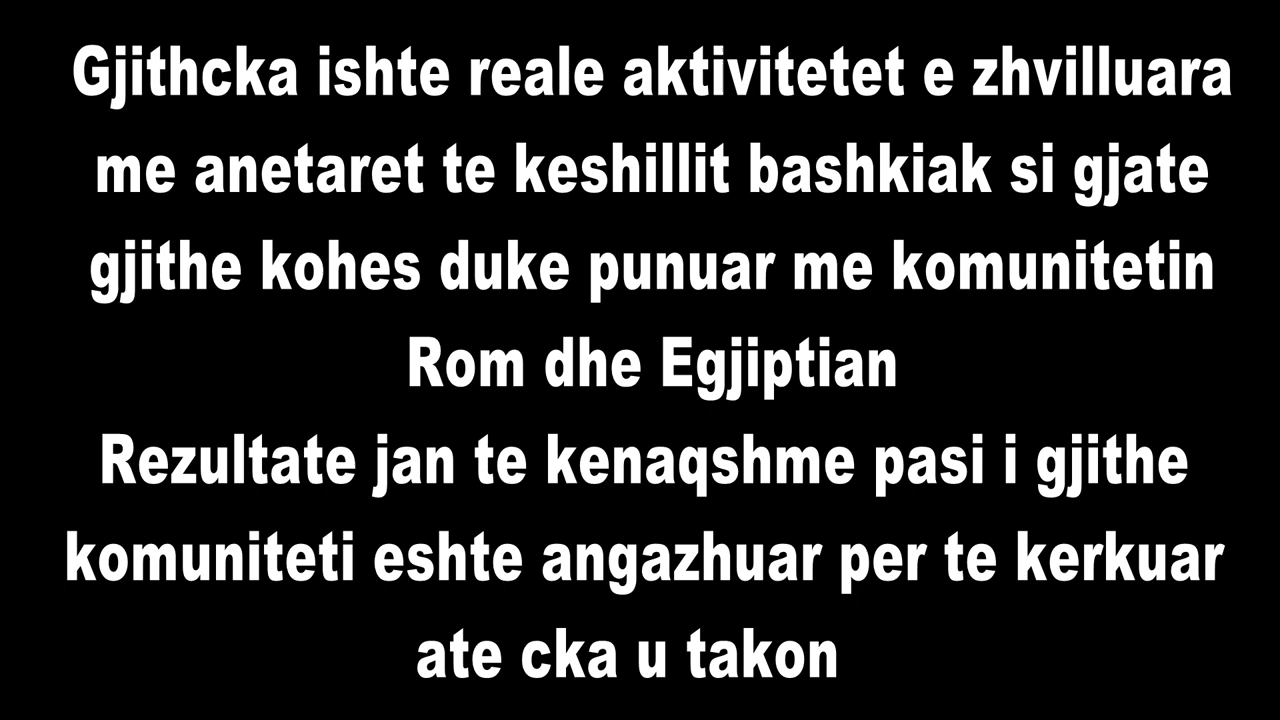 Gjithcka ishte reale aktivitetet e zhvilluara
me anetaret te keshillit bashkiak si gjate
gjithe kohes duke punuar me komunitetin
Rom dhe Egjiptian
Rezultate jan te kenaqshme pasi i gjithe
komuniteti eshte angazhuar per te kerkuar
ate cka u takon